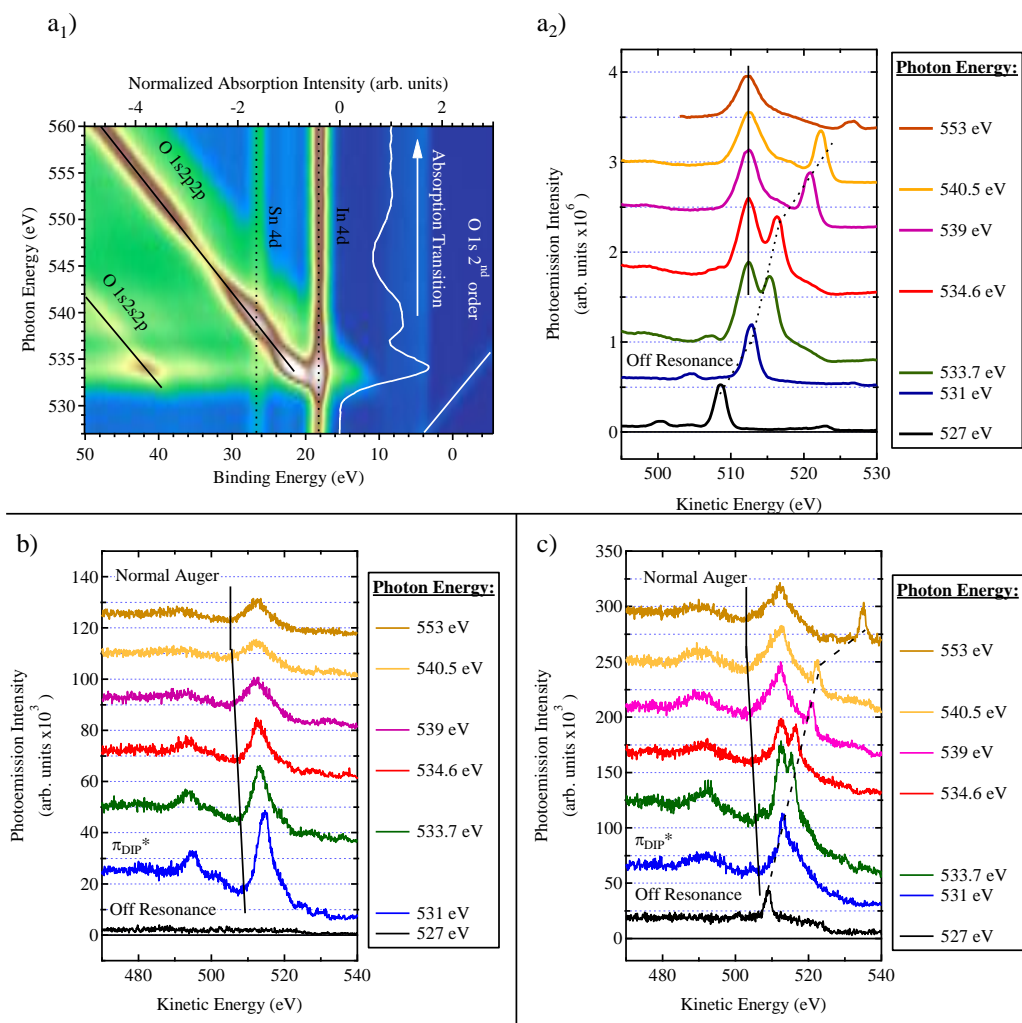 a1)
Normalized Absorption Intensity (arb. units)
-4 -2 0 2
560
555
550
545
540
535
530
Photon Energy (eV)
O 1s2p2p
O 1s2s2p
Sn 4d
In 4d
Absorption Transition
O 1s 2nd order
50 40 30 20 10 0
Binding Energy (eV)
a2)
4
3
2
1
0
Photoemission Intensity
(arb. units x10^6)
Off Resonance
500 510 520 530
Kinetic Energy (eV)
Photon Energy:
553 eV
540.5 eV
539 eV
534.6 eV
533.7 eV
531 eV
527 eV
b)
140
120
100
80
60
40
20
0
Photoemission Intensity
(arb. units x10^3)
Normal Auger
πDIP*
Off Resonance
480 500 520 540
Kinetic Energy (eV)
Photon Energy:
553 eV
540.5 eV
539 eV
534.6 eV
533.7 eV
531 eV
527 eV
c)
350
300
250
200
150
100
50
0
Photoemission Intensity
(arb. units x10^3)
Normal Auger
πDIP*
Off Resonance
480 500 520 540
Kinetic Energy (eV)
Photon Energy:
553 eV
540.5 eV
539 eV
534.6 eV
533.7 eV
531 eV
527 eV